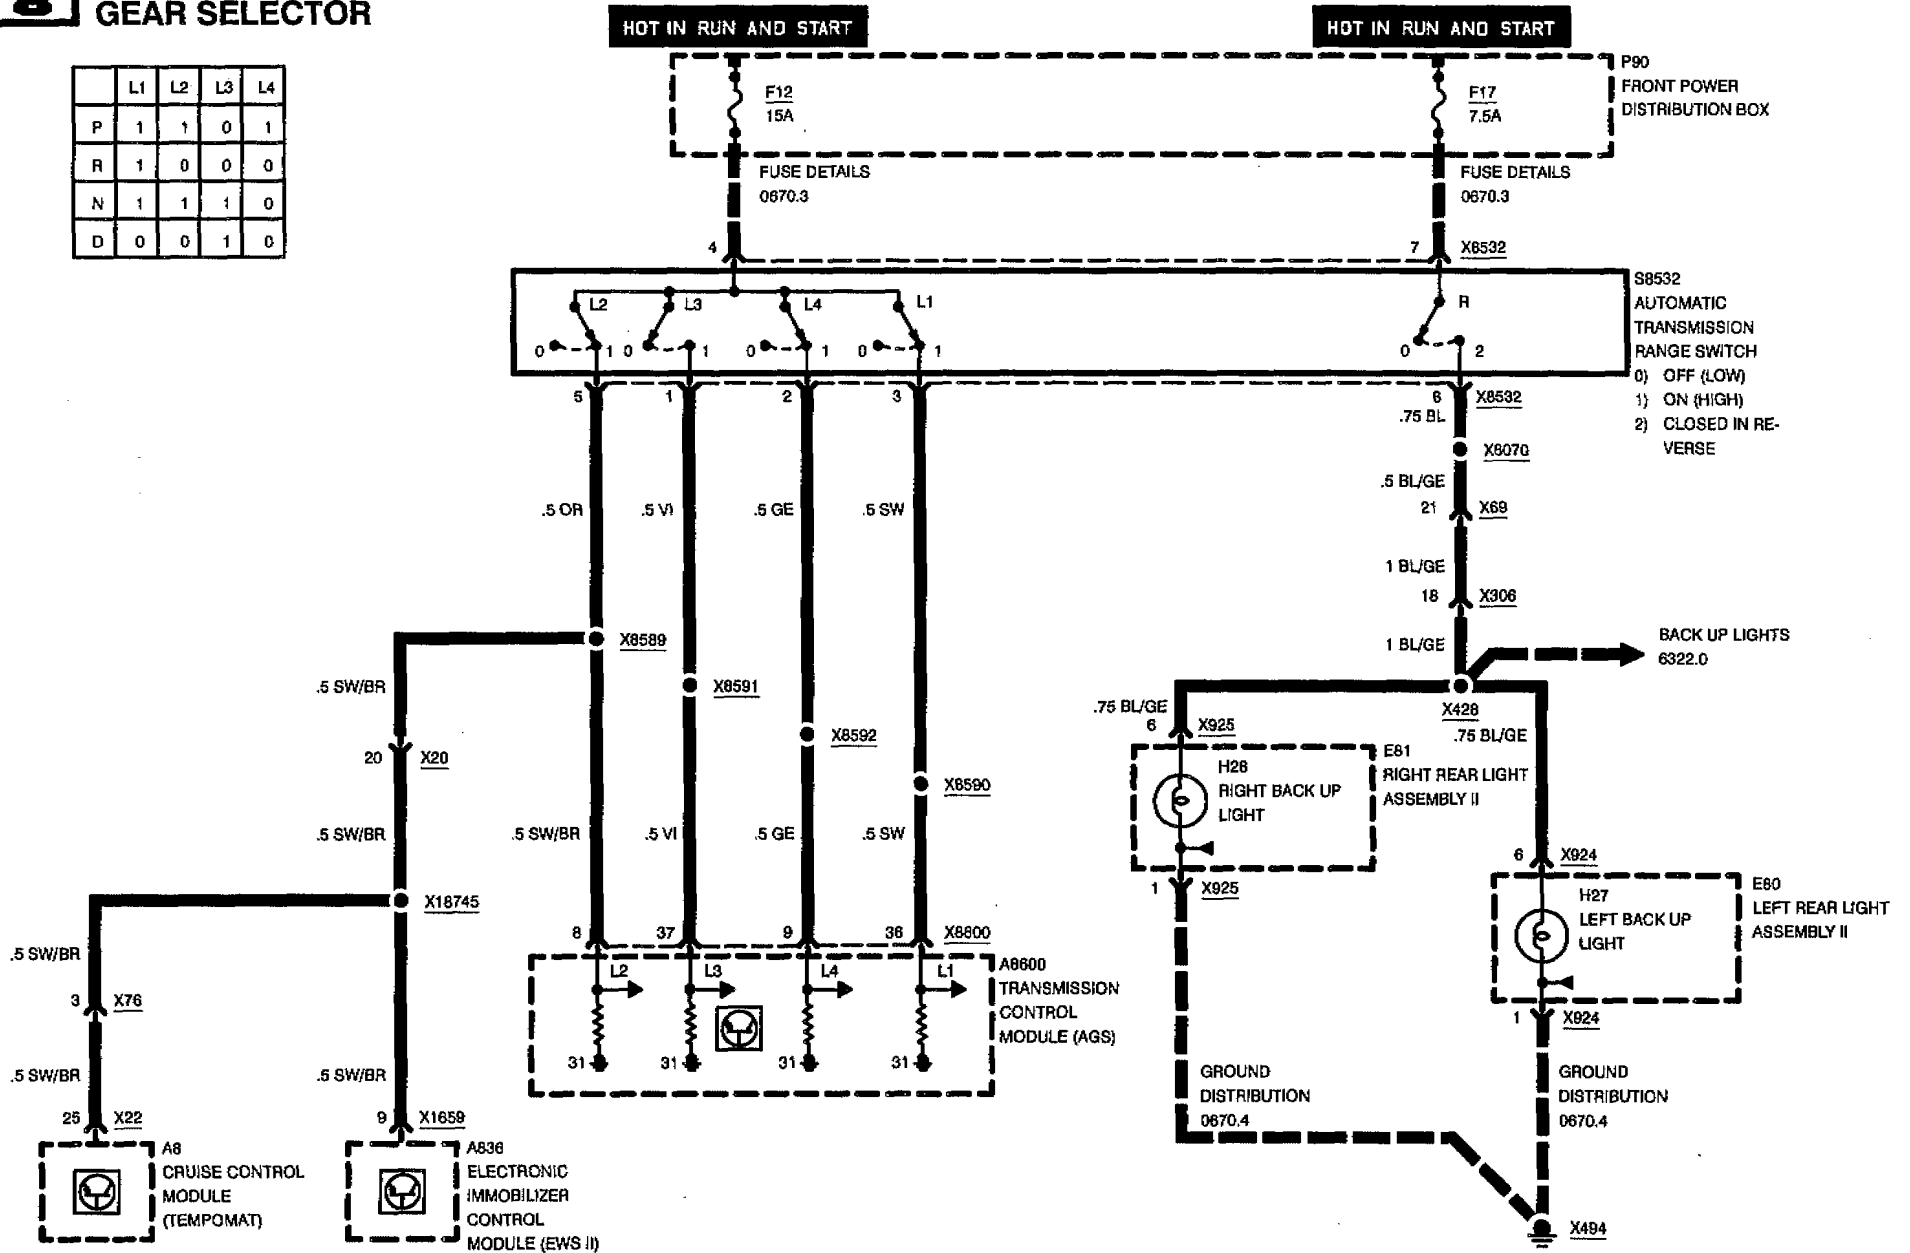 8
GEAR SELECTOR
HOT IN RUN AND START
HOT IN RUN AND START
L1 L2 L3 L4
P 1 1 0 1
R 1 0 0 0
N 1 1 1 0
D 0 0 1 0
F12
15A
F17
7.5A
P90
FRONT POWER
DISTRIBUTION BOX
FUSE DETAILS
0670.3
FUSE DETAILS
0670.3
4
7
X8532
L2
L3
L4
L1
R
0 1
0 1
0 1
0 1
0 2
S8532
AUTOMATIC
TRANSMISSION
RANGE SWITCH
0) OFF (LOW)
1) ON (HIGH)
2) CLOSED IN RE-
VERSE
5
1
2
3
6
X8532
.75 BL
X8070
.5 BL/GE
21
X69
1 BL/GE
18
X306
1 BL/GE
.5 OR
.5 VI
.5 GE
.5 SW
BACK UP LIGHTS
6322.0
X8589
X8591
X8592
X8590
.5 SW/BR
20
X20
.5 SW/BR
.5 SW/BR
.5 VI
.5 GE
.5 SW
X428
.75 BL/GE
.75 BL/GE
6
X925
E81
RIGHT REAR LIGHT
ASSEMBLY II
H28
RIGHT BACK UP
LIGHT
1
X925
6
X924
E80
LEFT REAR LIGHT
ASSEMBLY II
H27
LEFT BACK UP
LIGHT
1
X924
X18745
8
37
9
36
X8600
L2
L3
L4
L1
31
31
31
31
A8600
TRANSMISSION
CONTROL
MODULE (AGS)
.5 SW/BR
3
X76
.5 SW/BR
.5 SW/BR
25
X22
9
X1659
A8
CRUISE CONTROL
MODULE
(TEMPOMAT)
A836
ELECTRONIC
IMMOBILIZER
CONTROL
MODULE (EWS II)
GROUND
DISTRIBUTION
0670.4
GROUND
DISTRIBUTION
0670.4
X494